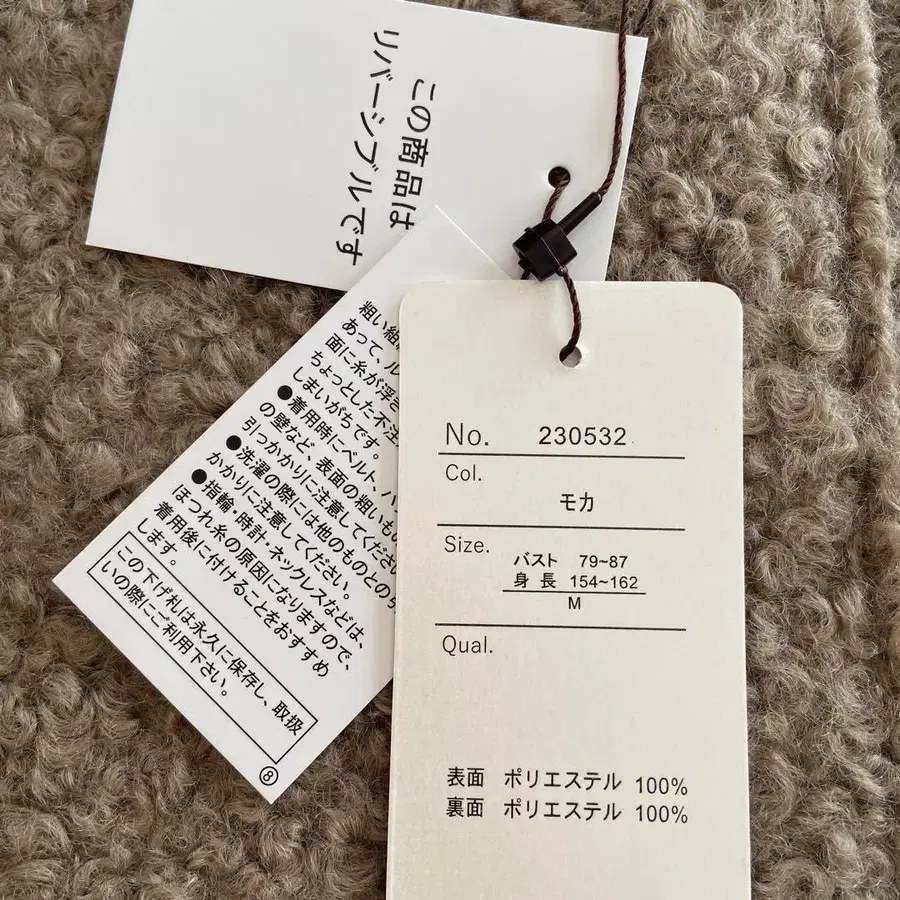 この商品は
リバーシブルです
粗い組
あって、ル
面に糸が浮き
ちょっとした不注
しまいがちです。
●着用時にベルト、バ
の壁など、表面の粗いもの
引っかかりに注意してください
●洗濯の際には他のものとの
かかりに注意してください。
●指輪・時計・ネックレスなどは、
ほつれ糸の原因になりますので、
着用後に付けることをおすすめ
します。
この下げ札は永久に保存し、取扱
いの際にご利用下さい。
⑧
No. 230532
Col.
モカ
Size.
バスト 79~87
身長 154~162
M
Qual.
表面 ポリエステル 100%
裏面 ポリエステル 100%